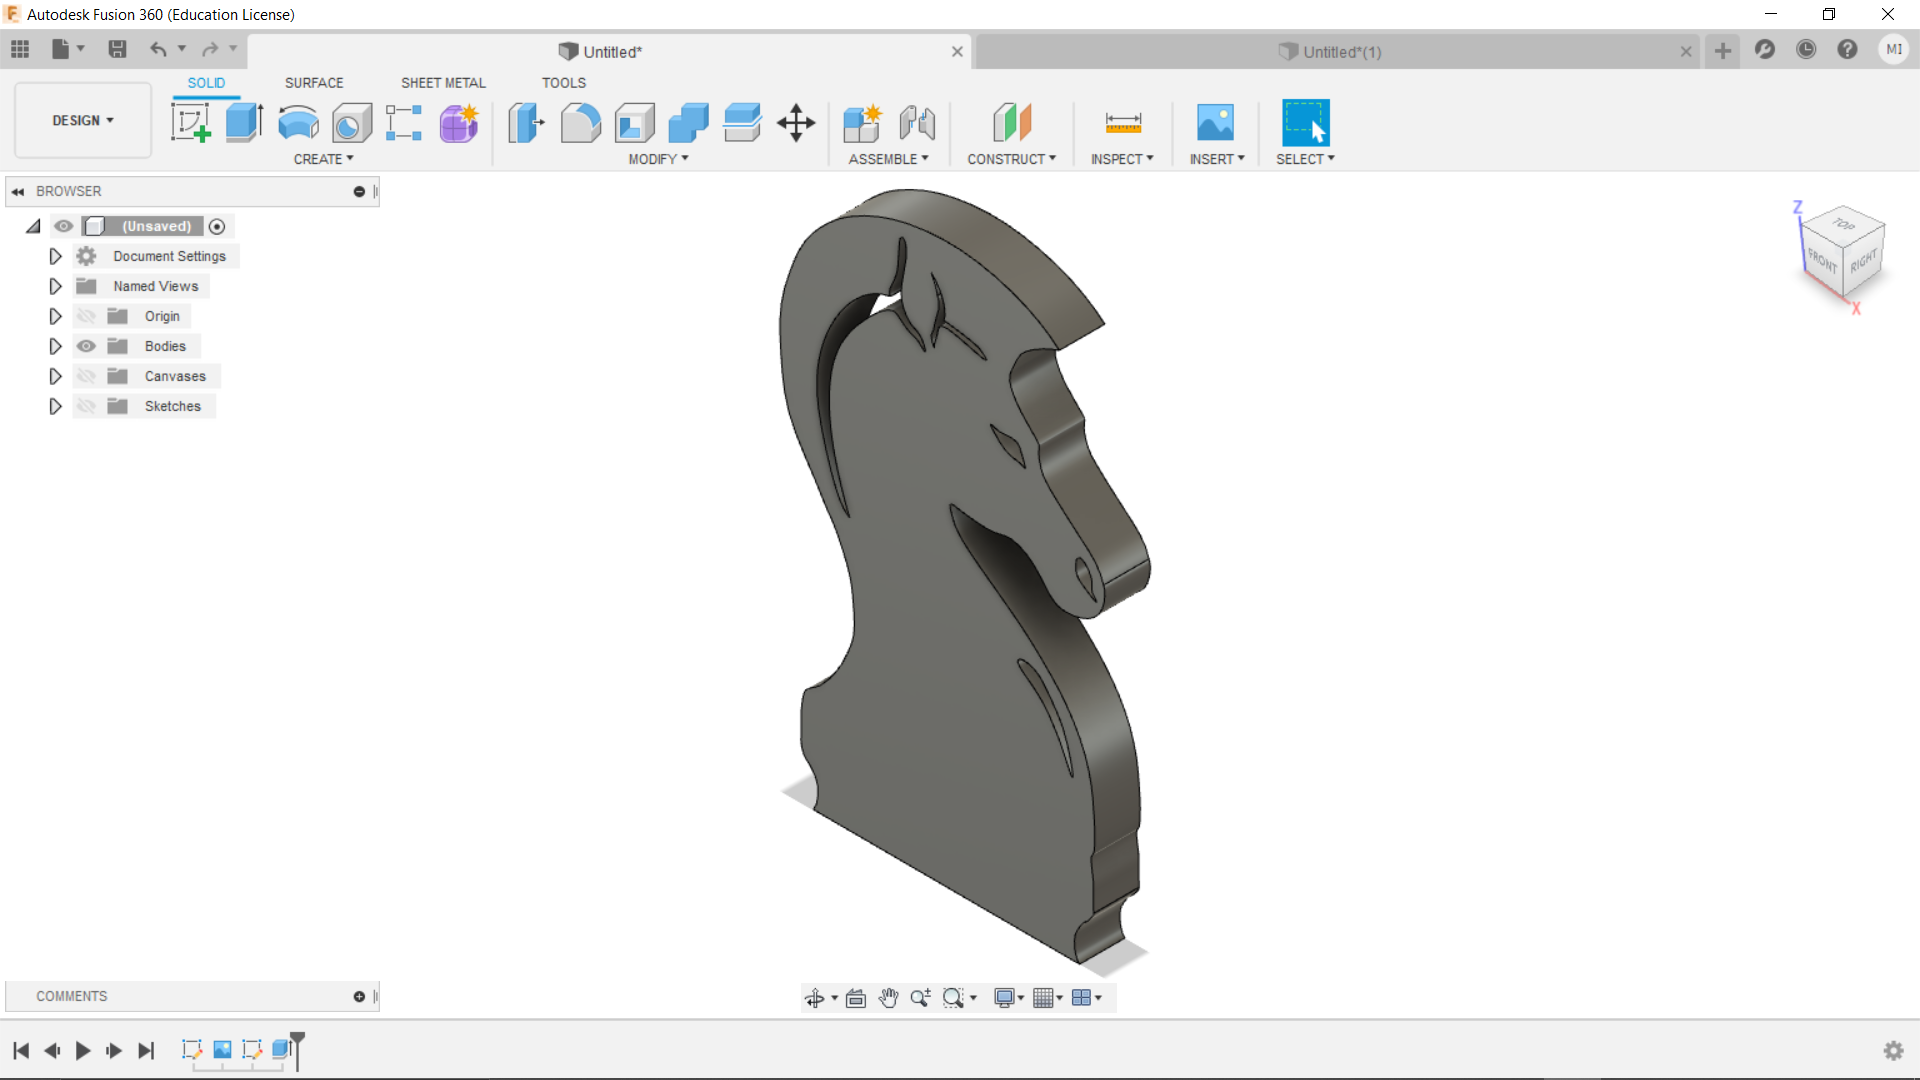 Autodesk Fusion 360 (Education License)
Untitled*
Untitled*(1)
MI
SOLID
SURFACE
SHEET METAL
TOOLS
DESIGN
CREATE
MODIFY
ASSEMBLE
CONSTRUCT
INSPECT
INSERT
SELECT
BROWSER
(Unsaved)
Document Settings
Named Views
Origin
Bodies
Canvases
Sketches
Z
TOP
FRONT
RIGHT
X
COMMENTS